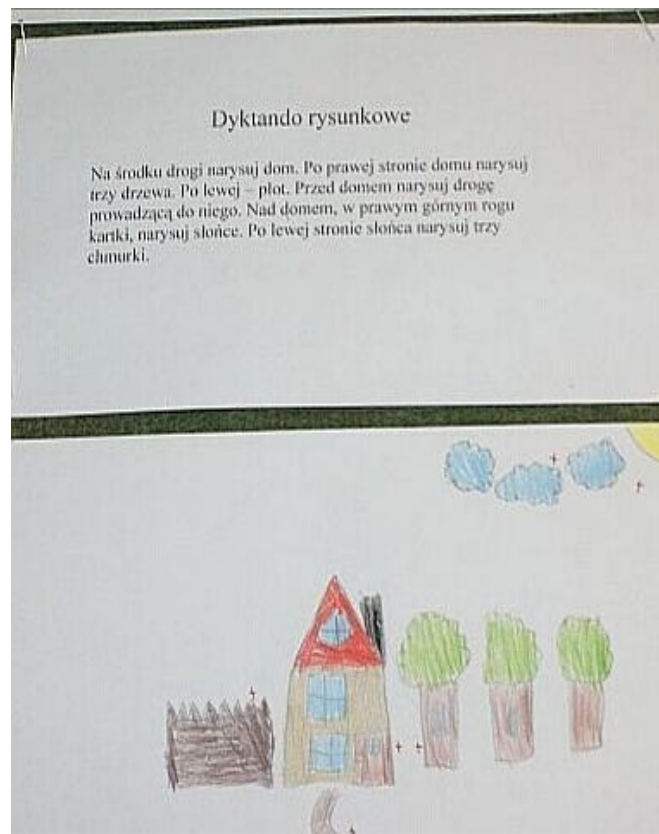 Dyktando rysunkowe
Na środku drogi narysuj dom. Po prawej stronie domu narysuj
trzy drzewa. Po lewej – płot. Przed domem narysuj drogę
prowadzącą do niego. Nad domem, w prawym górnym rogu
kartki, narysuj słońce. Po lewej stronie słońca narysuj trzy
chmurki.